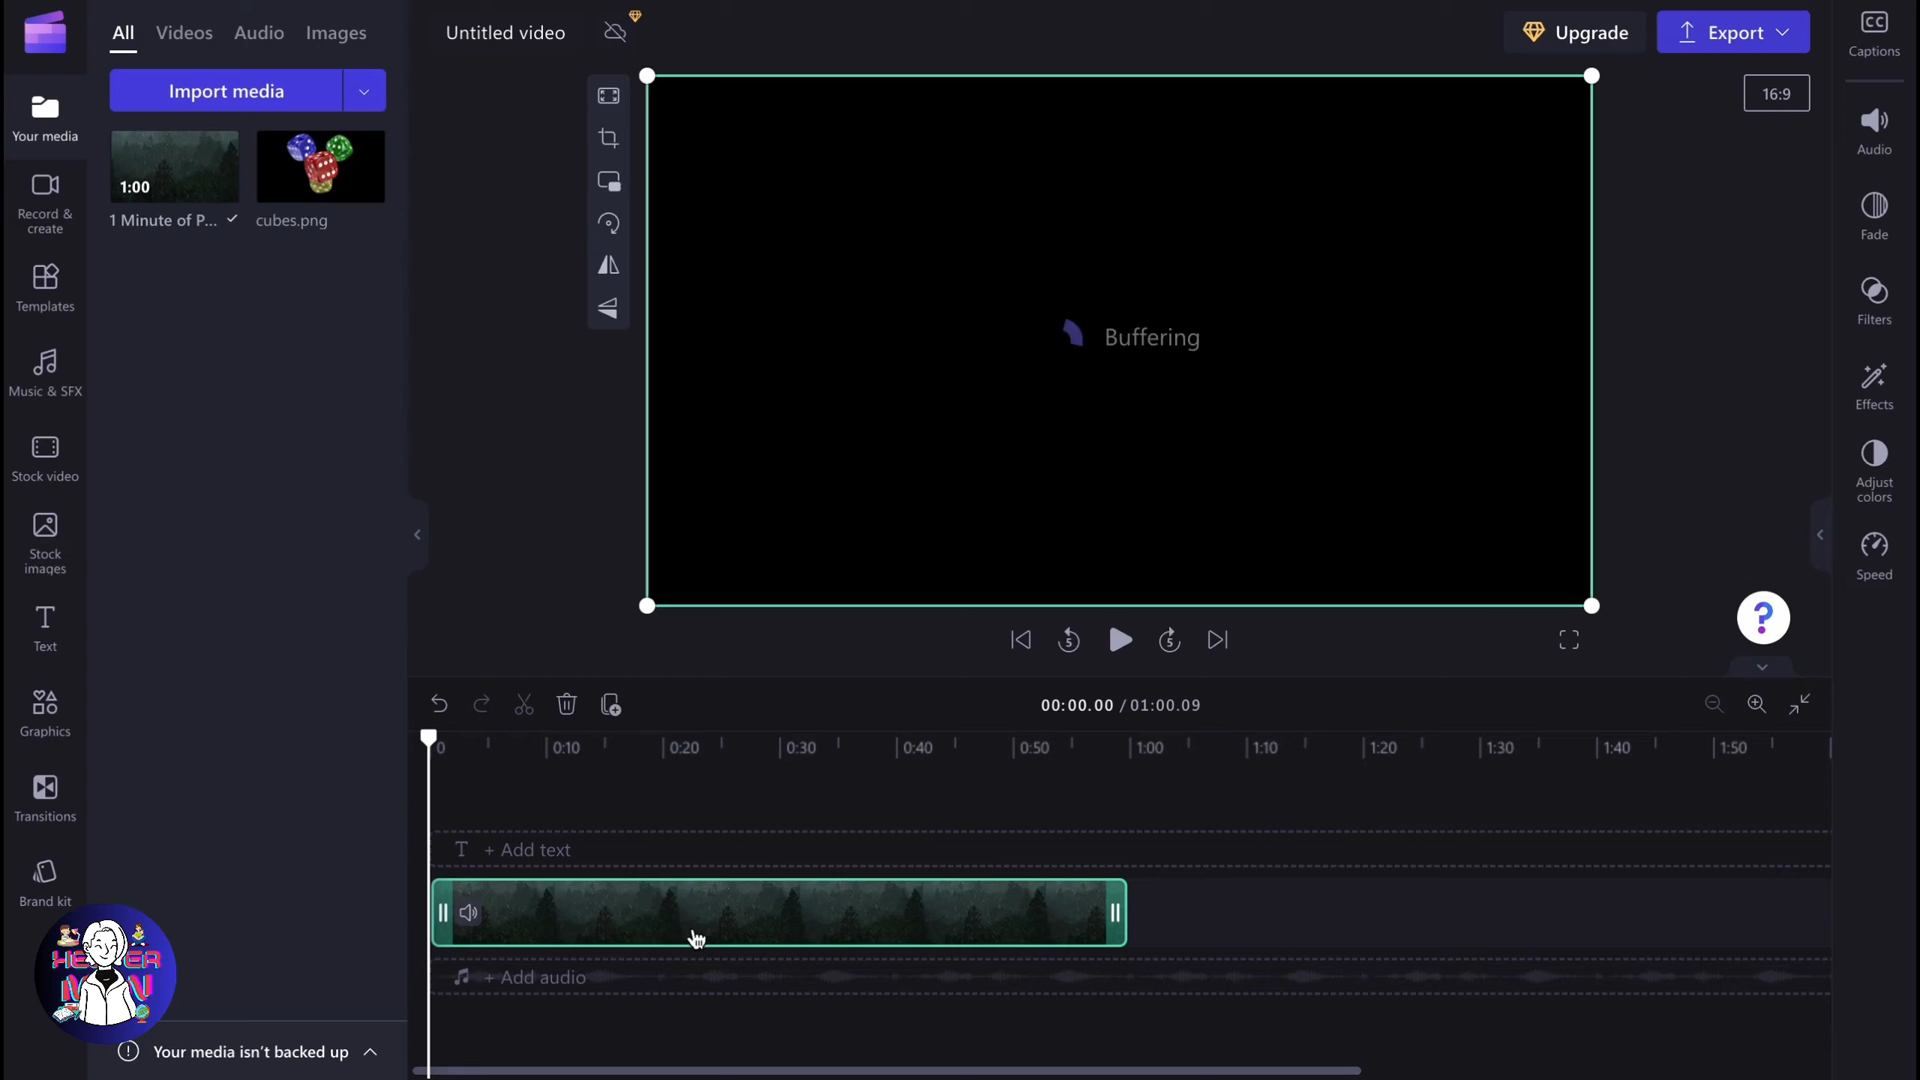 All Videos Audio Images
Untitled video
Upgrade
Export
CC
Captions
Import media
16:9
Your media
1:00
1 Minute of P...
cubes.png
Audio
Record &
create
Fade
Templates
Filters
Buffering
Music & SFX
Effects
Stock video
Adjust
colors
Stock
images
Speed
Text
?
5
5
Graphics
00:00.00 / 01:00.09
0 0:10 0:20 0:30 0:40 0:50 1:00 1:10 1:20 1:30 1:40 1:50
Transitions
T + Add text
Brand kit
+ Add audio
Your media isn't backed up